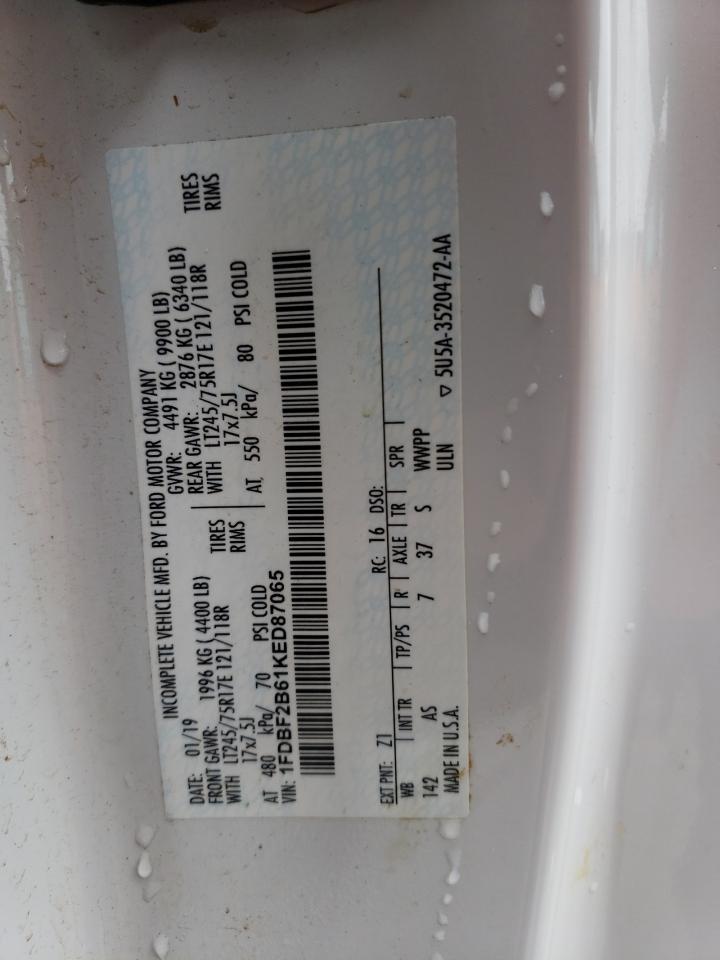 INCOMPLETE VEHICLE MFD. BY FORD MOTOR COMPANY
DATE: 01/19 GVWR: 4491 KG ( 9900 LB)
FRONT GAWR: 1996 KG ( 4400 LB) REAR GAWR: 2876 KG ( 6340 LB)
WITH LT245/75R17E 121/118R TIRES WITH LT245/75R17E 121/118R TIRES
17x7.5J RIMS 17x7.5J RIMS
AT 480 kPa/ 70 PSI COLD AT 550 kPa/ 80 PSI COLD
VIN: 1FDBF2B61KED87065
EXT PNT: Z1 RC: 16 DSO:
WB | INT TR | TP/PS | R | AXLE | TR | SPR |
142 AS 7 37 S WWPP
MADE IN U.S.A. ULN
▽ 5U5A-3520472-AA